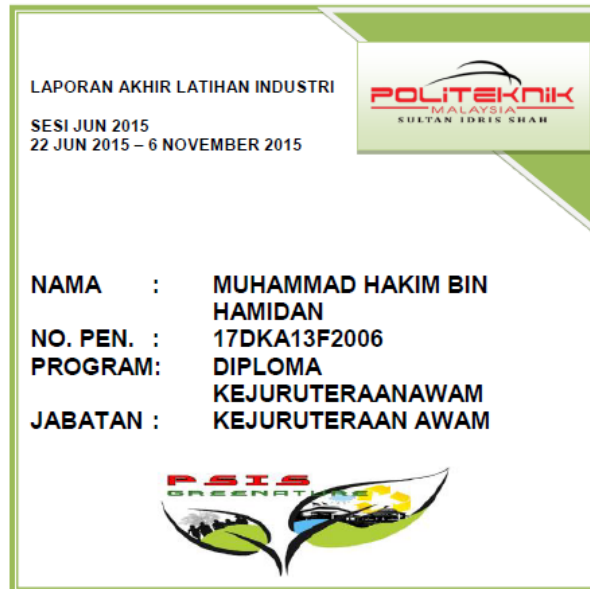 LAPORAN AKHIR LATIHAN INDUSTRI
SESI JUN 2015
22 JUN 2015 – 6 NOVEMBER 2015
POLiTEKniK
MALAYSIA
SULTAN IDRIS SHAH
NAMA : MUHAMMAD HAKIM BIN
HAMIDAN
NO. PEN. : 17DKA13F2006
PROGRAM: DIPLOMA
KEJURUTERAANAWAM
JABATAN : KEJURUTERAAN AWAM
PSIS
GREENATURE